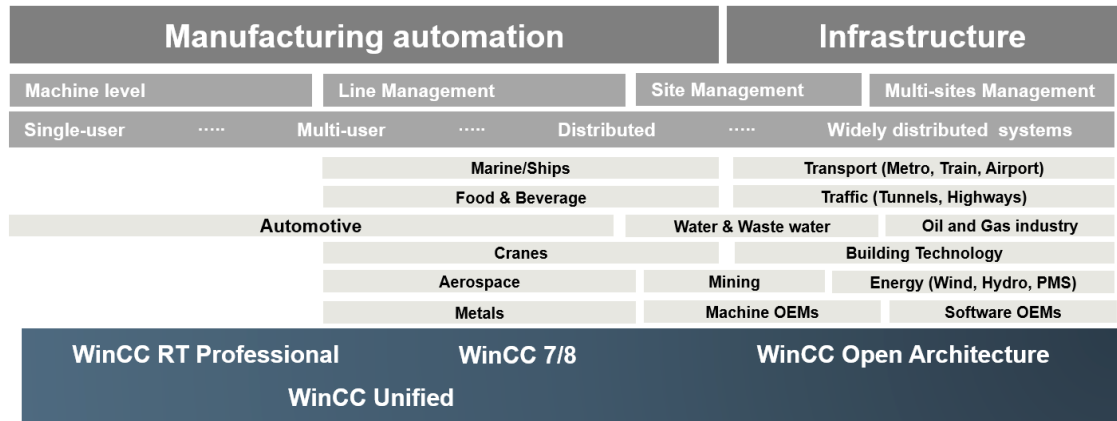 Manufacturing automation Infrastructure
Machine level Line Management Site Management Multi-sites Management
Single-user ..... Multi-user ..... Distributed ..... Widely distributed systems
Marine/Ships Transport (Metro, Train, Airport)
Food & Beverage Traffic (Tunnels, Highways)
Automotive Water & Waste water Oil and Gas industry
Cranes Building Technology
Aerospace Mining Energy (Wind, Hydro, PMS)
Metals Machine OEMs Software OEMs
WinCC RT Professional WinCC 7/8 WinCC Open Architecture
WinCC Unified